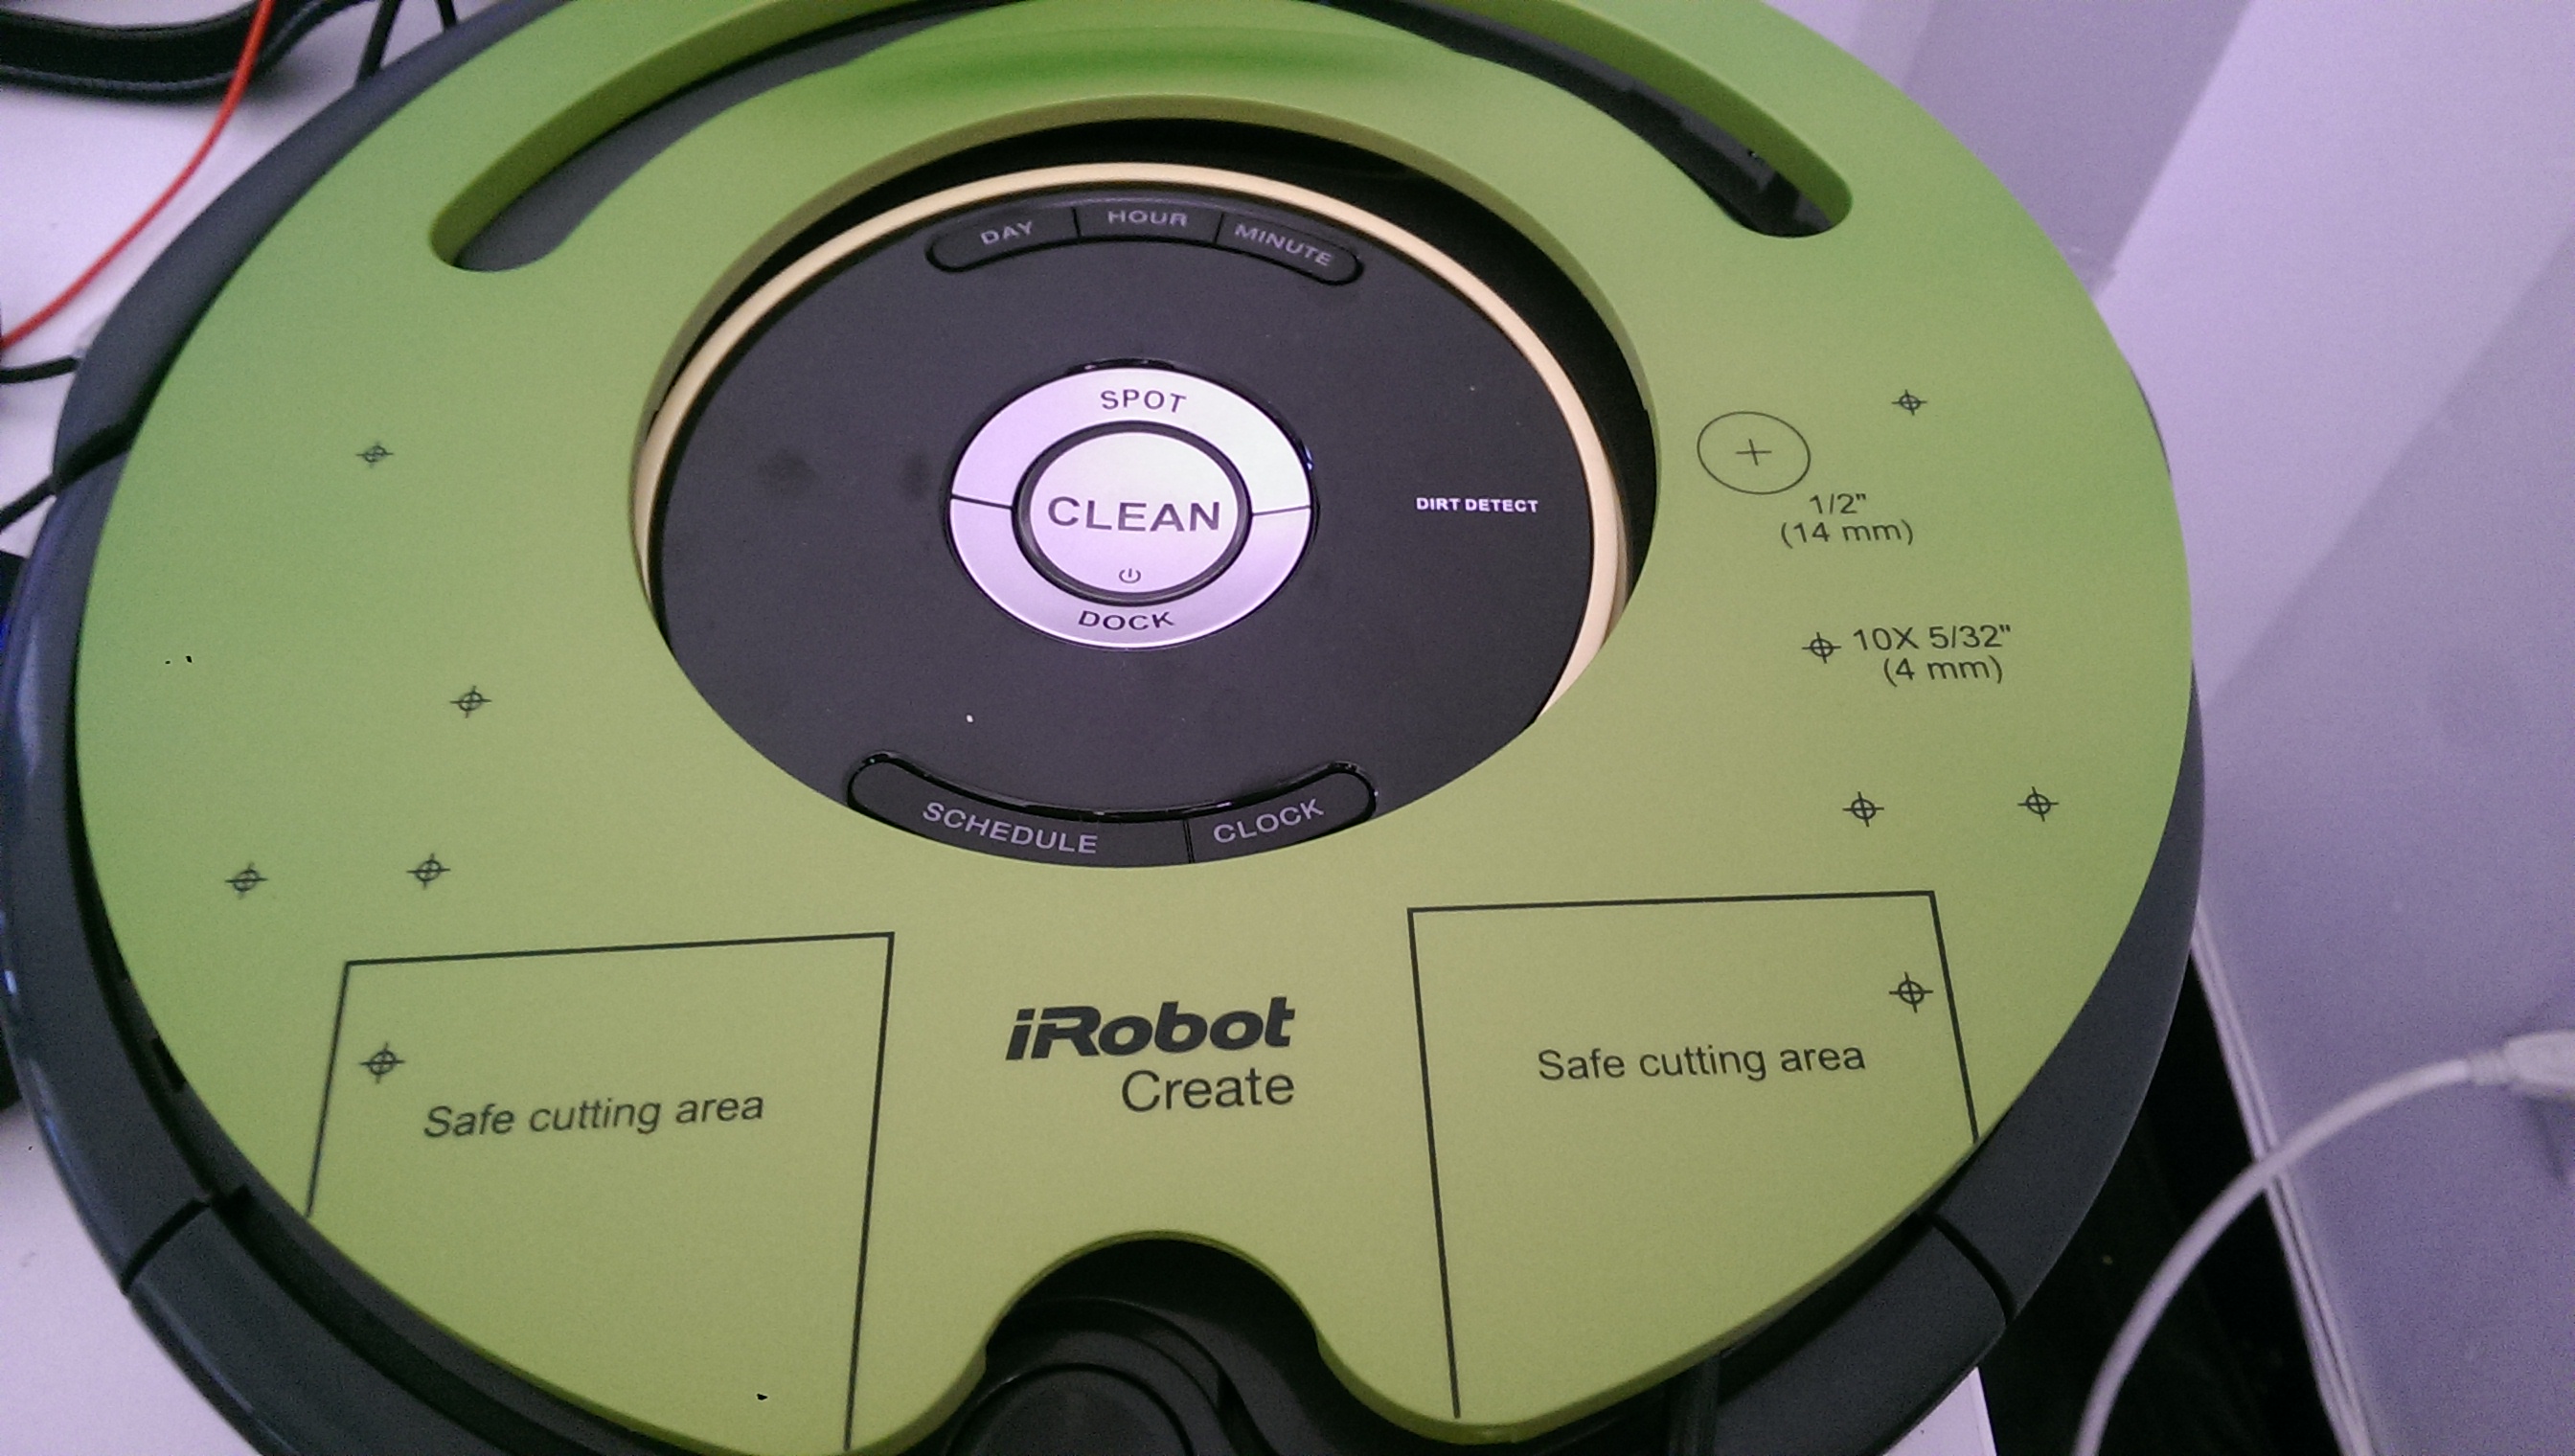 DAY HOUR MINUTE
SPOT
CLEAN
DOCK
DIRT DETECT
1/2"
(14 mm)
10X 5/32"
(4 mm)
SCHEDULE CLOCK
iRobot
Create
Safe cutting area
Safe cutting area